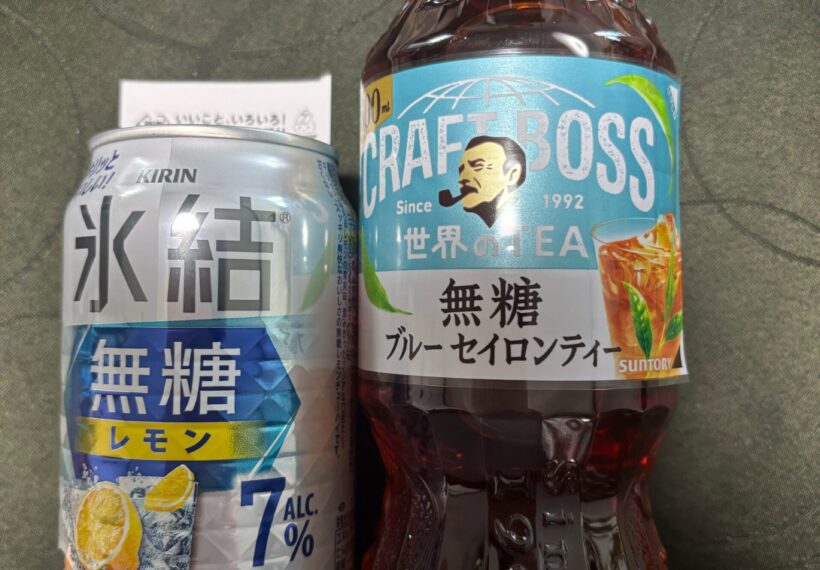 いいこと、いろいろ!
KIRIN
氷結®
無糖
レモン
7 ALC.
%
00ml
CRAFT BOSS
Since 1992
世界のTEA
無糖
ブルー セイロンティー
SUNTORY